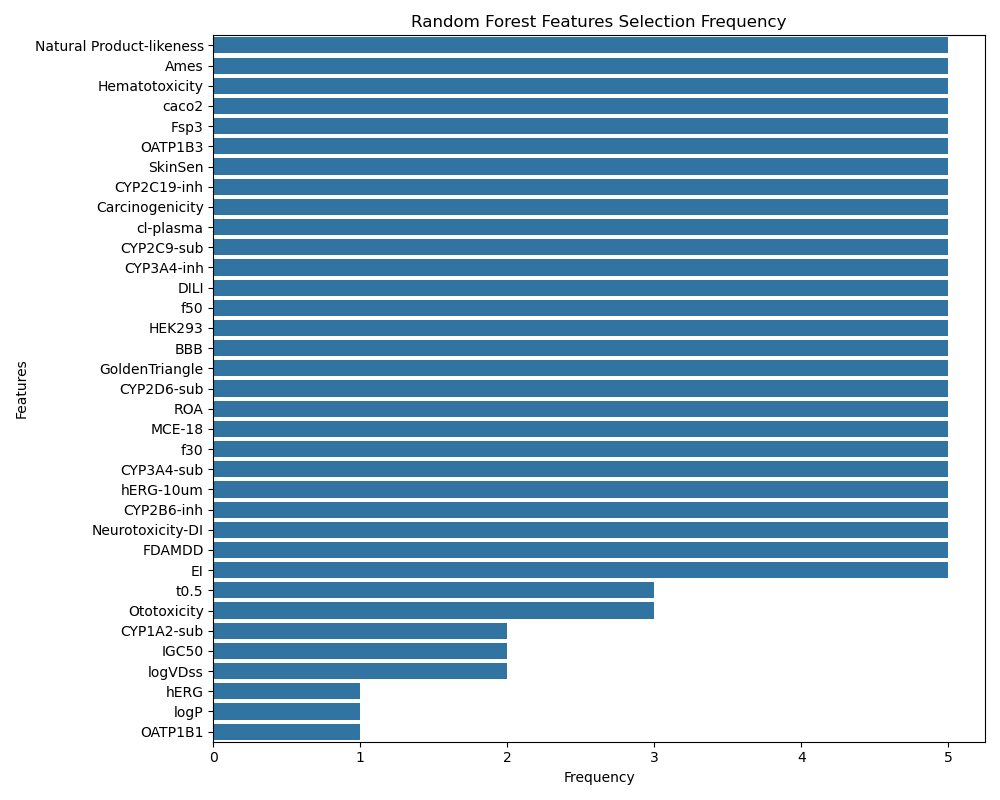 Random Forest Features Selection Frequency
Natural Product-likeness
Ames
Hematotoxicity
caco2
Fsp3
OATP1B3
SkinSen
CYP2C19-inh
Carcinogenicity
cl-plasma
CYP2C9-sub
CYP3A4-inh
DILI
f50
HEK293
BBB
GoldenTriangle
CYP2D6-sub
ROA
MCE-18
f30
CYP3A4-sub
hERG-10um
CYP2B6-inh
Neurotoxicity-DI
FDAMDD
EI
t0.5
Ototoxicity
CYP1A2-sub
IGC50
logVDss
hERG
logP
OATP1B1
Features
0 1 2 3 4 5
Frequency